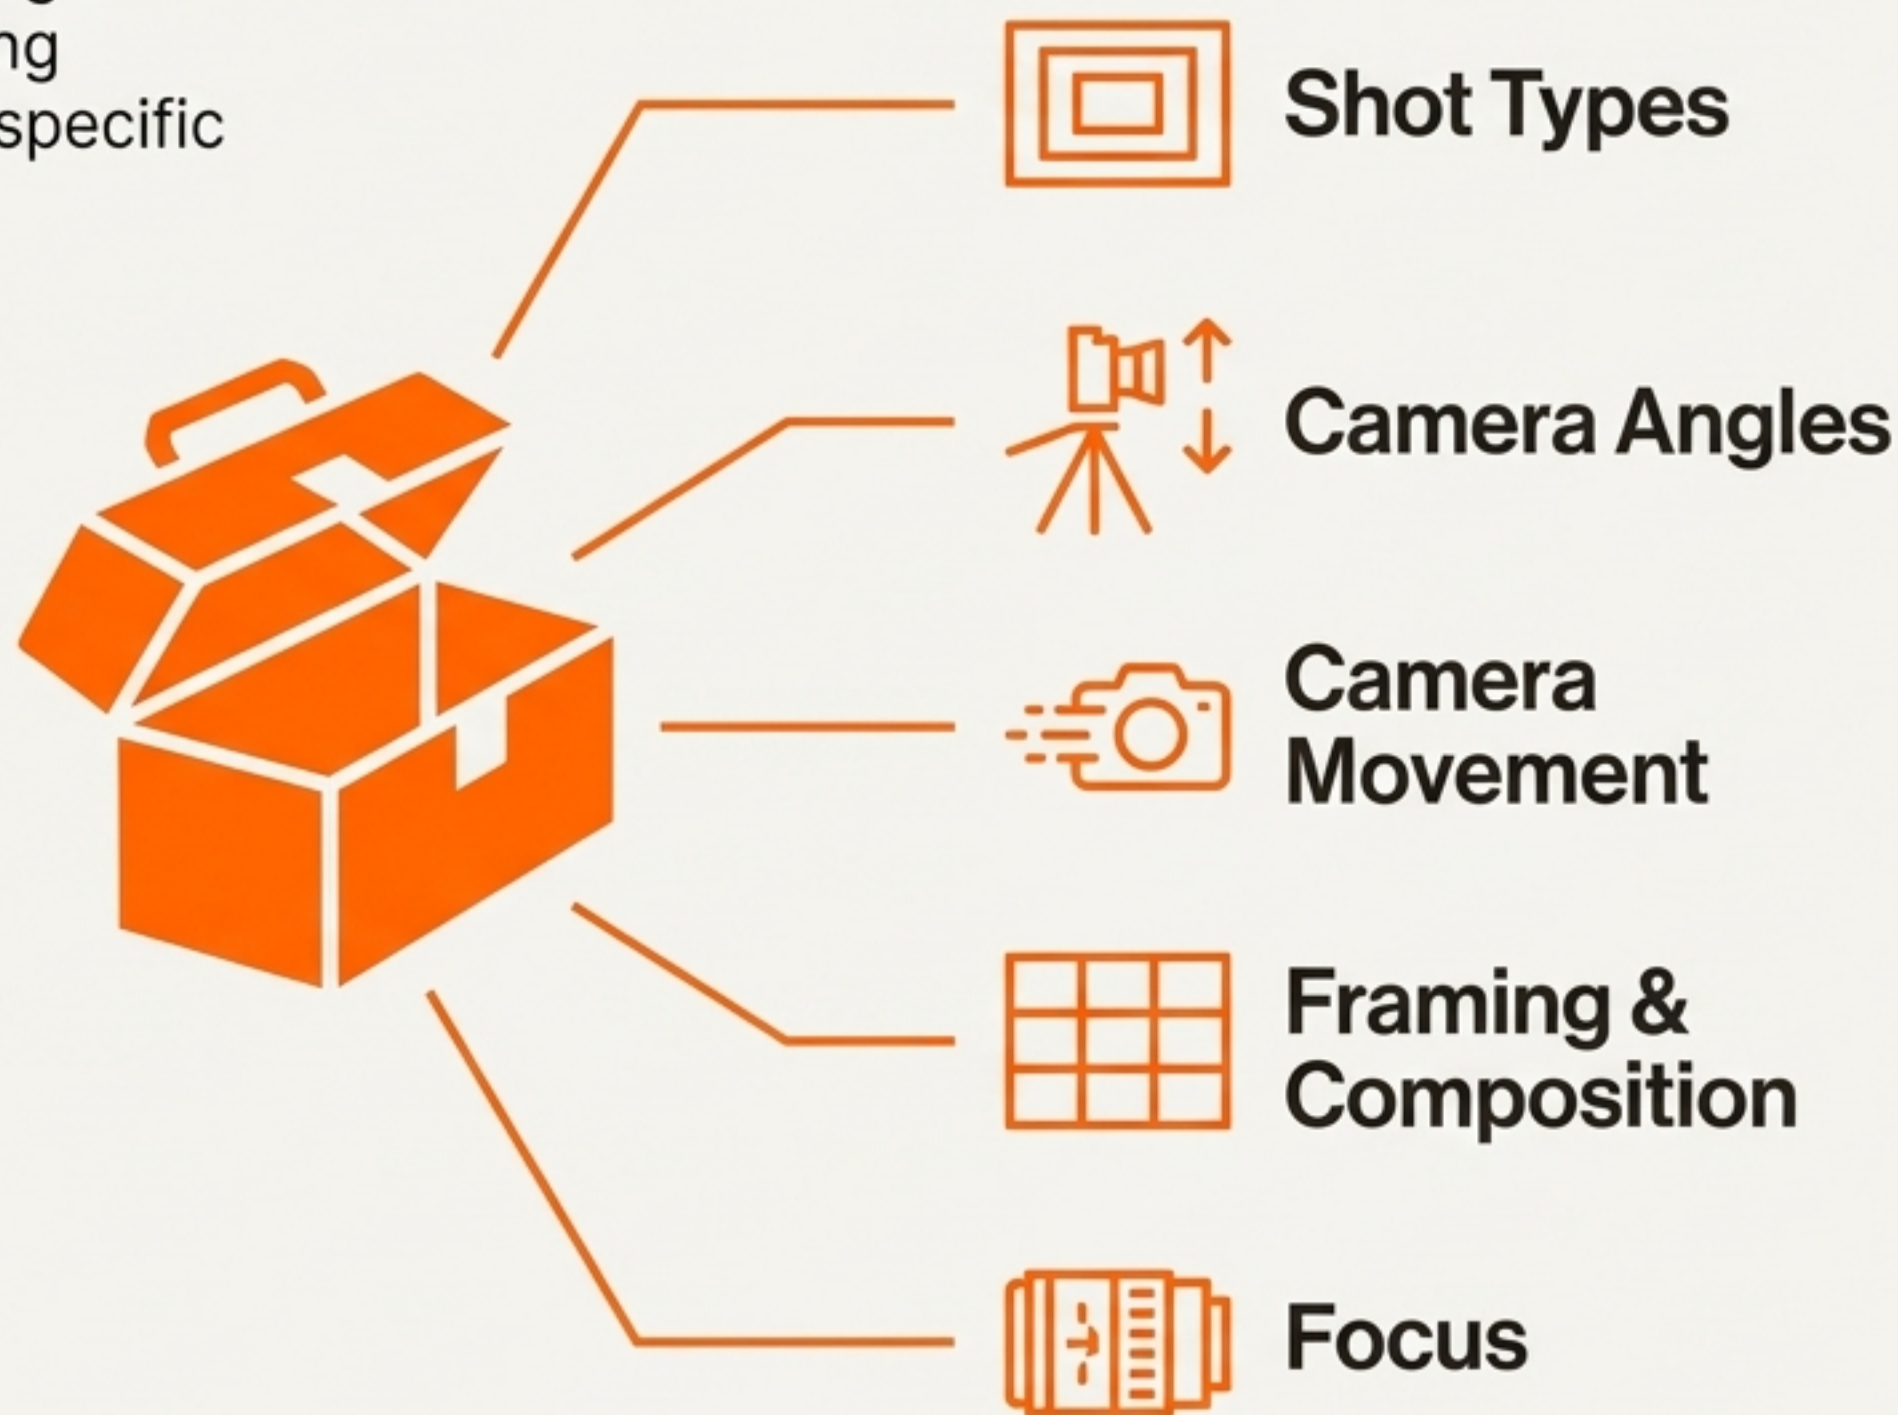 ng
specific
Shot Types
Camera Angles
Camera
Movement
Framing &
Composition
Focus